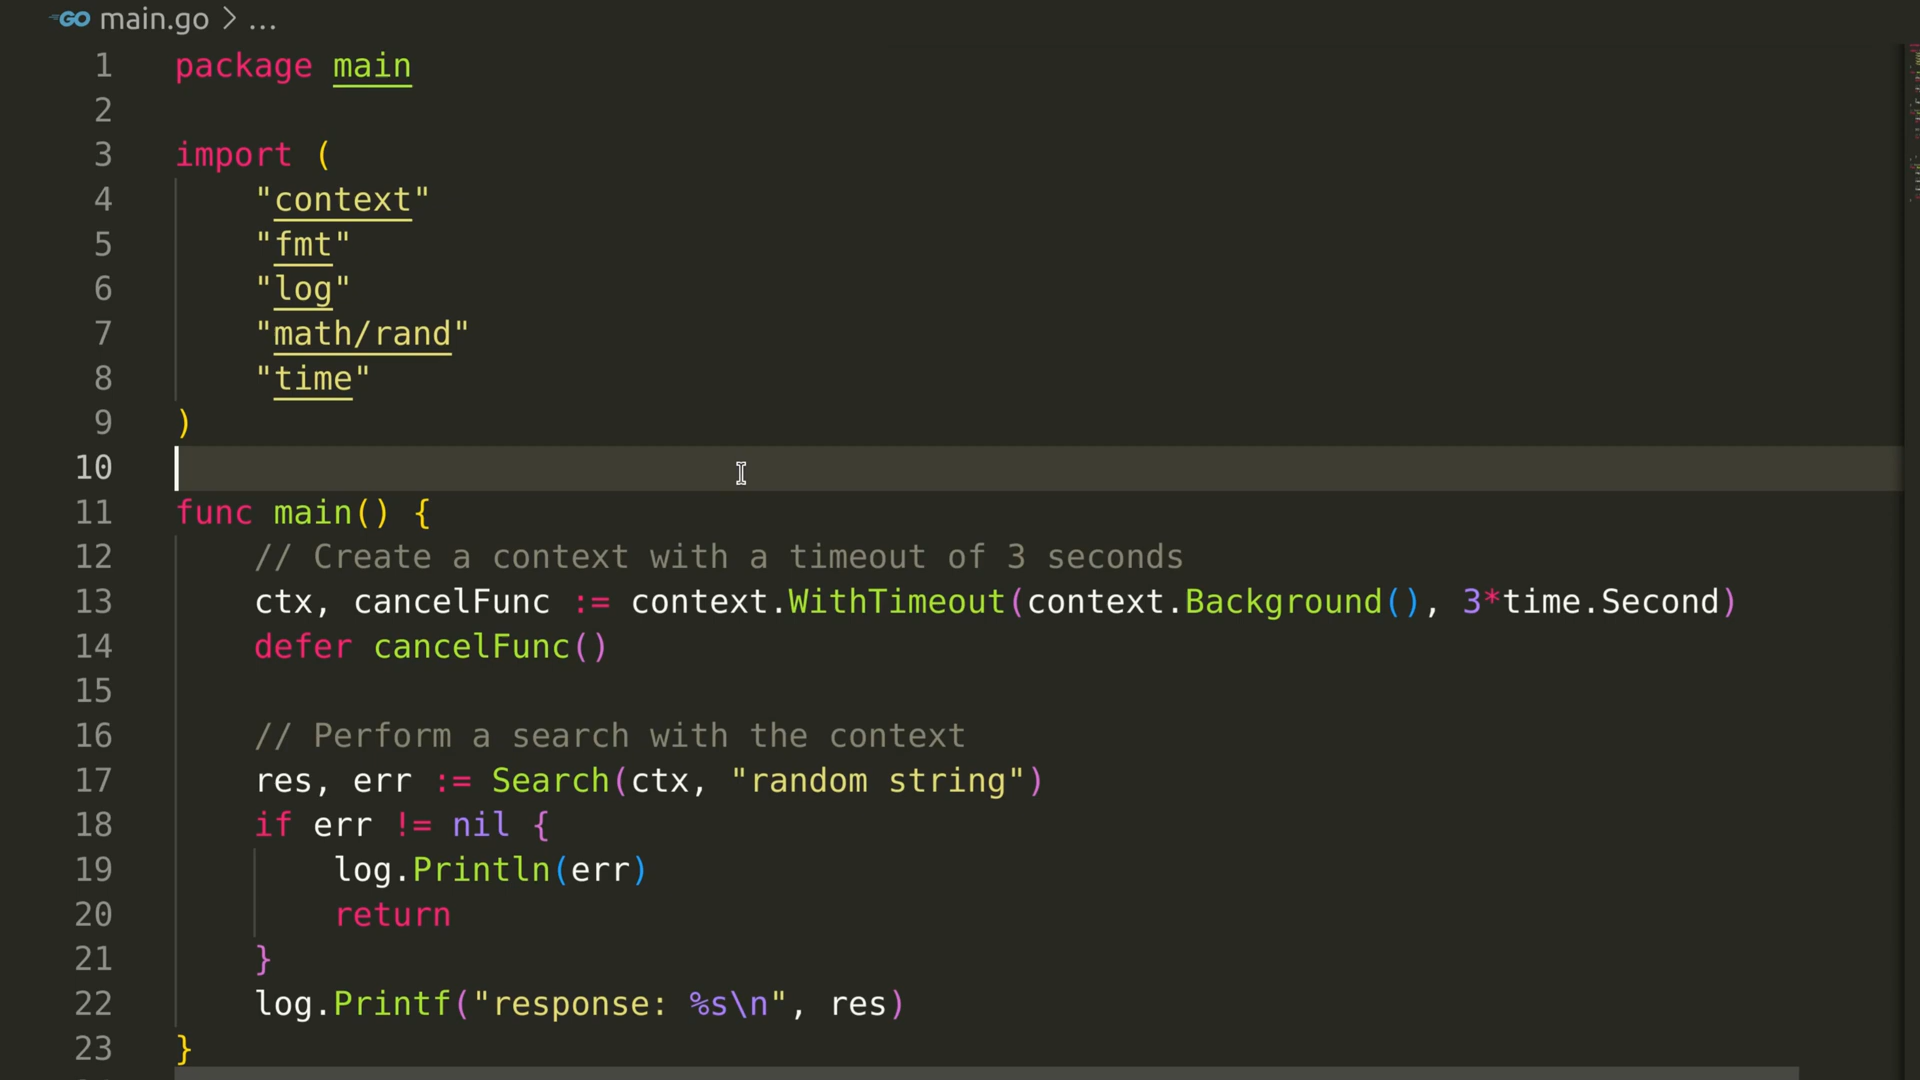 GO main.go > ...
1 package main
2
3 import (
4     "context"
5     "fmt"
6     "log"
7     "math/rand"
8     "time"
9 )
10
11 func main() {
12     // Create a context with a timeout of 3 seconds
13     ctx, cancelFunc := context.WithTimeout(context.Background(), 3*time.Second)
14     defer cancelFunc()
15
16     // Perform a search with the context
17     res, err := Search(ctx, "random string")
18     if err != nil {
19         log.Println(err)
20         return
21     }
22     log.Printf("response: %s\n", res)
23 }